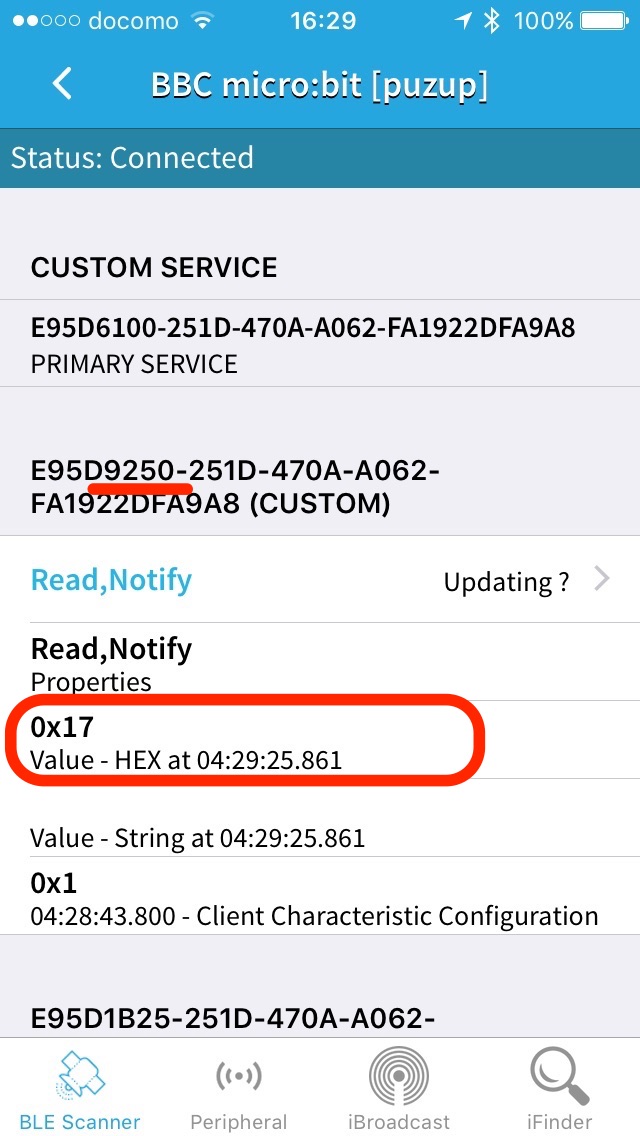 docomo 16:29 100%
BBC micro:bit [puzup]
Status: Connected
CUSTOM SERVICE
E95D6100-251D-470A-A062-FA1922DFA9A8
PRIMARY SERVICE
E95D9250-251D-470A-A062-
FA1922DFA9A8 (CUSTOM)
Read,Notify Updating ?
Read,Notify
Properties
0x17
Value - HEX at 04:29:25.861
Value - String at 04:29:25.861
0x1
04:28:43.800 - Client Characteristic Configuration
E95D1B25-251D-470A-A062-
BLE Scanner Peripheral iBroadcast iFinder